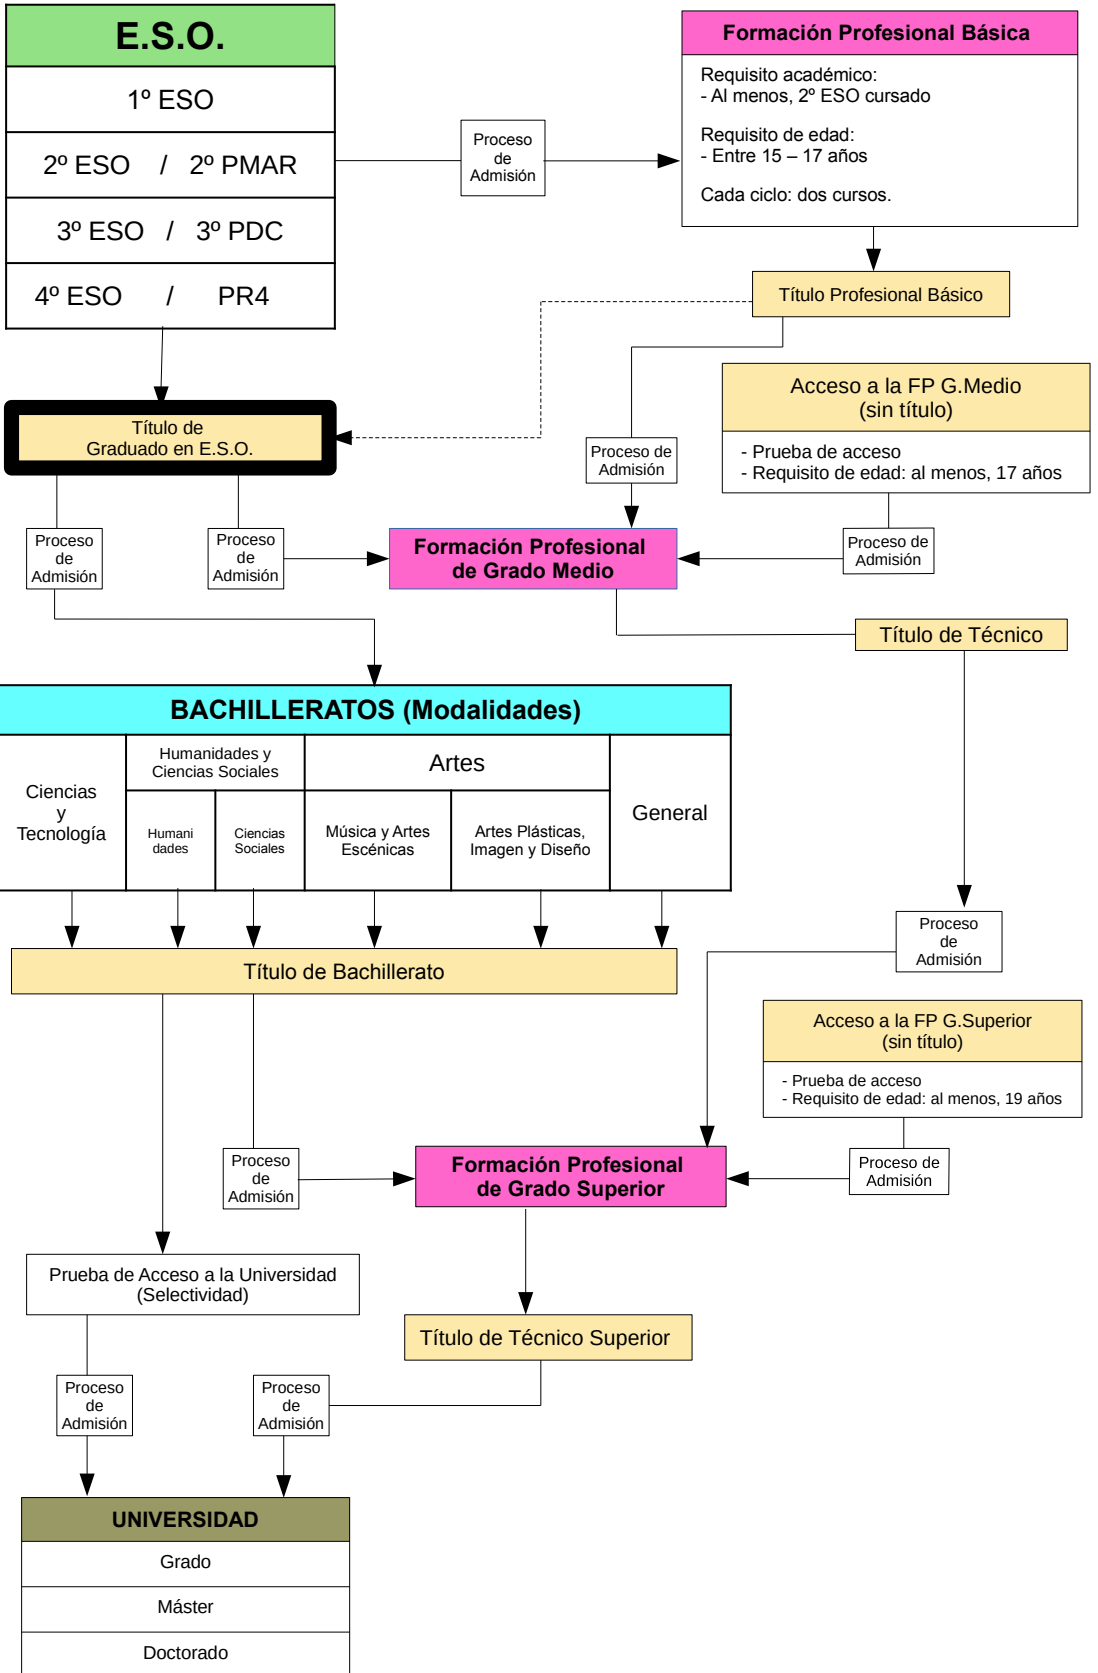 E.S.O.
1º ESO
2º ESO / 2º PMAR
3º ESO / 3º PDC
4º ESO / PR4
Proceso
de
Admisión
Formación Profesional Básica
Requisito académico:
- Al menos, 2º ESO cursado
Requisito de edad:
- Entre 15 – 17 años
Cada ciclo: dos cursos.
Título Profesional Básico
Título de
Graduado en E.S.O.
Proceso de
Admisión
Acceso a la FP G.Medio
(sin título)
- Prueba de acceso
- Requisito de edad: al menos, 17 años
Proceso
de
Admisión
Proceso
de
Admisión
Formación Profesional
de Grado Medio
Proceso de
Admisión
Título de Técnico
BACHILLERATOS (Modalidades)
Ciencias
y
Tecnología
Humanidades y
Ciencias Sociales
Humani
dades
Ciencias
Sociales
Artes
Música y Artes
Escénicas
Artes Plásticas,
Imagen y Diseño
General
Título de Bachillerato
Proceso
de
Admisión
Acceso a la FP G.Superior
(sin título)
- Prueba de acceso
- Requisito de edad: al menos, 19 años
Proceso
de
Admisión
Formación Profesional
de Grado Superior
Proceso de
Admisión
Prueba de Acceso a la Universidad
(Selectividad)
Título de Técnico Superior
Proceso
de
Admisión
Proceso
de
Admisión
UNIVERSIDAD
Grado
Máster
Doctorado